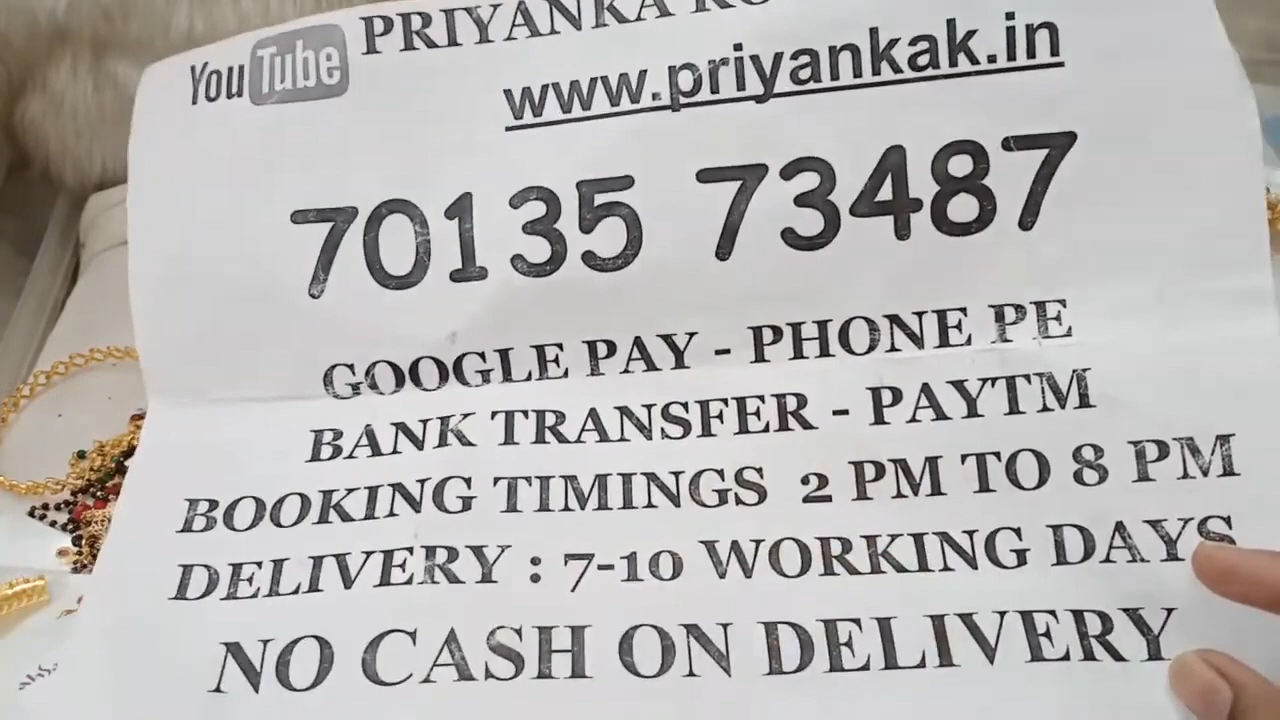 YouTube PRIYANKA
www.priyankak.in
70135 73487
GOOGLE PAY - PHONE PE
BANK TRANSFER - PAYTM
BOOKING TIMINGS 2 PM TO 8 PM
DELIVERY : 7-10 WORKING DAYS
NO CASH ON DELIVERY